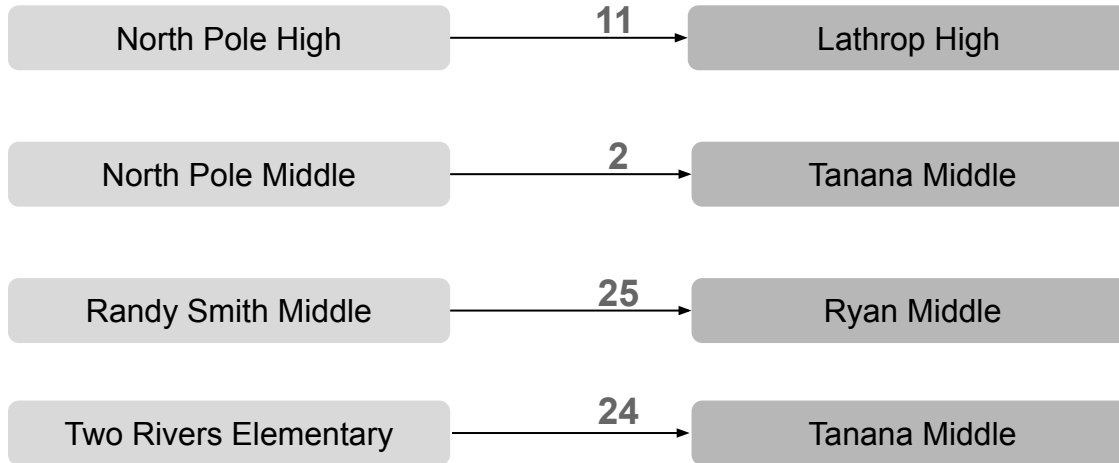 North Pole High 11 Lathrop High
North Pole Middle 2 Tanana Middle
Randy Smith Middle 25 Ryan Middle
Two Rivers Elementary 24 Tanana Middle